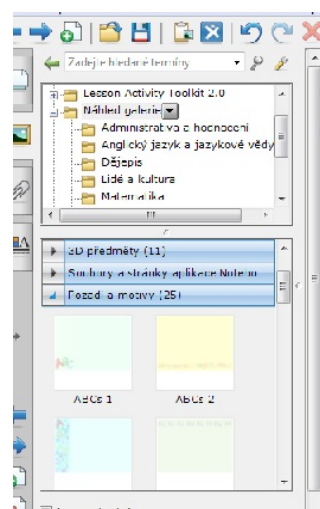 Zadejte hledané termíny
Lesson Activity Toolkit 2.0
Náhled galerie
Administrativa a hodnocení
Anglický jazyk a jazykové vědy
Dějepis
Lidé a kultura
Matematika
3D předměty (11)
Soubory a stránky aplikace Notebo
Pozadí a motivy (25)
ABCs 1
ABCs 2